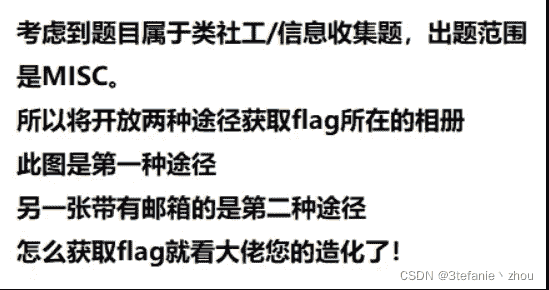 考虑到题目属于类社工/信息收集题，出题范围
是MISC。
所以将开放两种途径获取flag所在的相册
此图是第一种途径
另一张带有邮箱的是第二种途径
怎么获取flag就看大佬您的造化了！
CSDN @3tefanie丶zhou